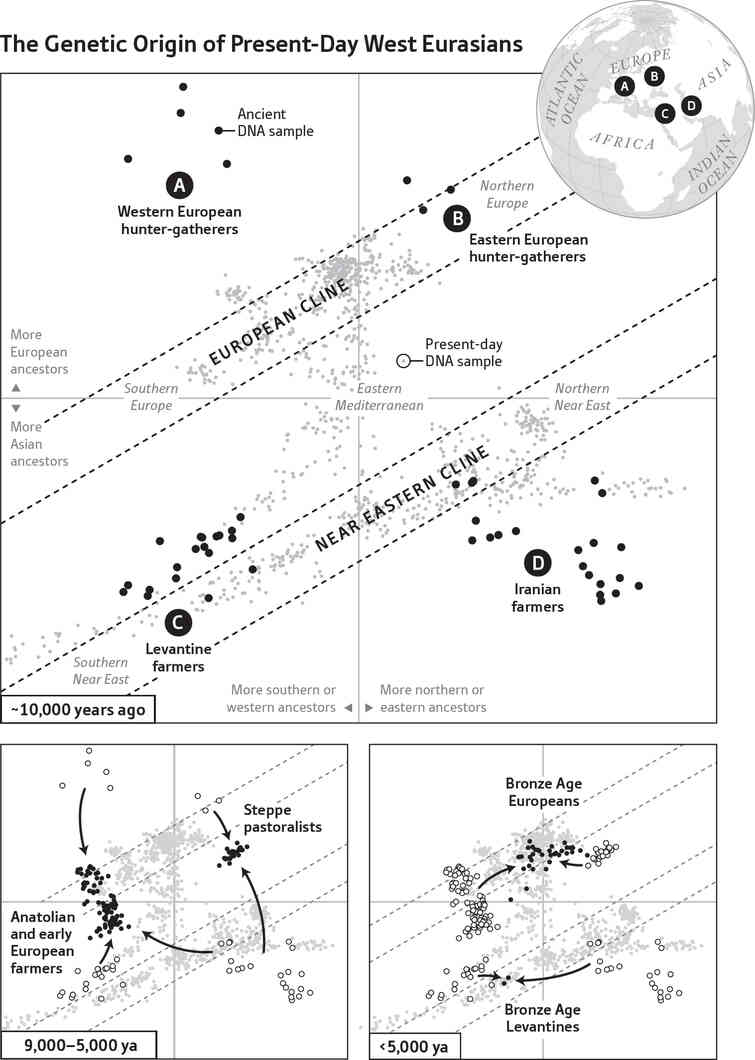 The Genetic Origin of Present-Day West Eurasians
ATLANTIC
OCEAN
EUROPE
ASIA
AFRICA
INDIAN
OCEAN
A
B
C
D
Ancient
DNA sample
A
Western European
hunter-gatherers
Northern
Europe
B
Eastern European
hunter-gatherers
EUROPEAN CLINE
Present-day
DNA sample
More
European
ancestors
More
Asian
ancestors
Southern
Europe
Eastern
Mediterranean
Northern
Near East
NEAR EASTERN CLINE
D
Iranian
farmers
C
Levantine
farmers
Southern
Near East
More southern or
western ancestors
More northern or
eastern ancestors
~10,000 years ago
Steppe
pastoralists
Anatolian
and early
European
farmers
9,000–5,000 ya
Bronze Age
Europeans
Bronze Age
Levantines
<5,000 ya